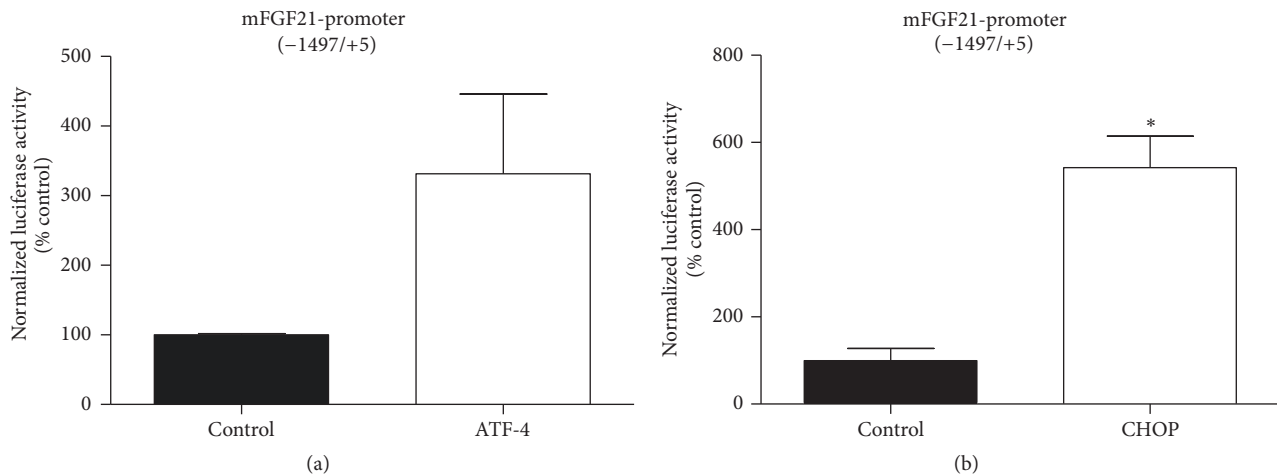 mFGF21-promoter
(−1497/+5)
Normalized luciferase activity
(% control)
500
400
300
200
100
0
Control
ATF-4
(a)
mFGF21-promoter
(−1497/+5)
Normalized luciferase activity
(% control)
800
600
400
200
0
*
Control
CHOP
(b)